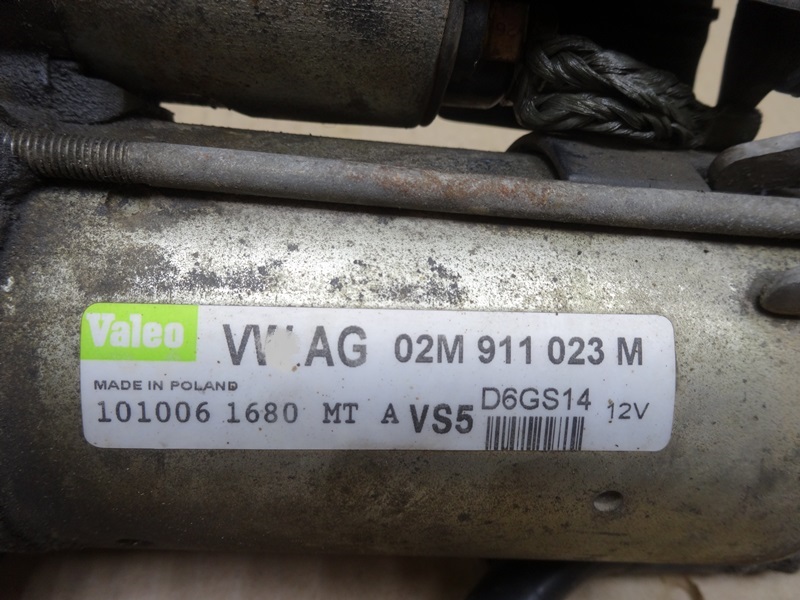 Valeo VW AG 02M 911 023 M
MADE IN POLAND
101006 1680 MT A VS5 D6GS14 12V